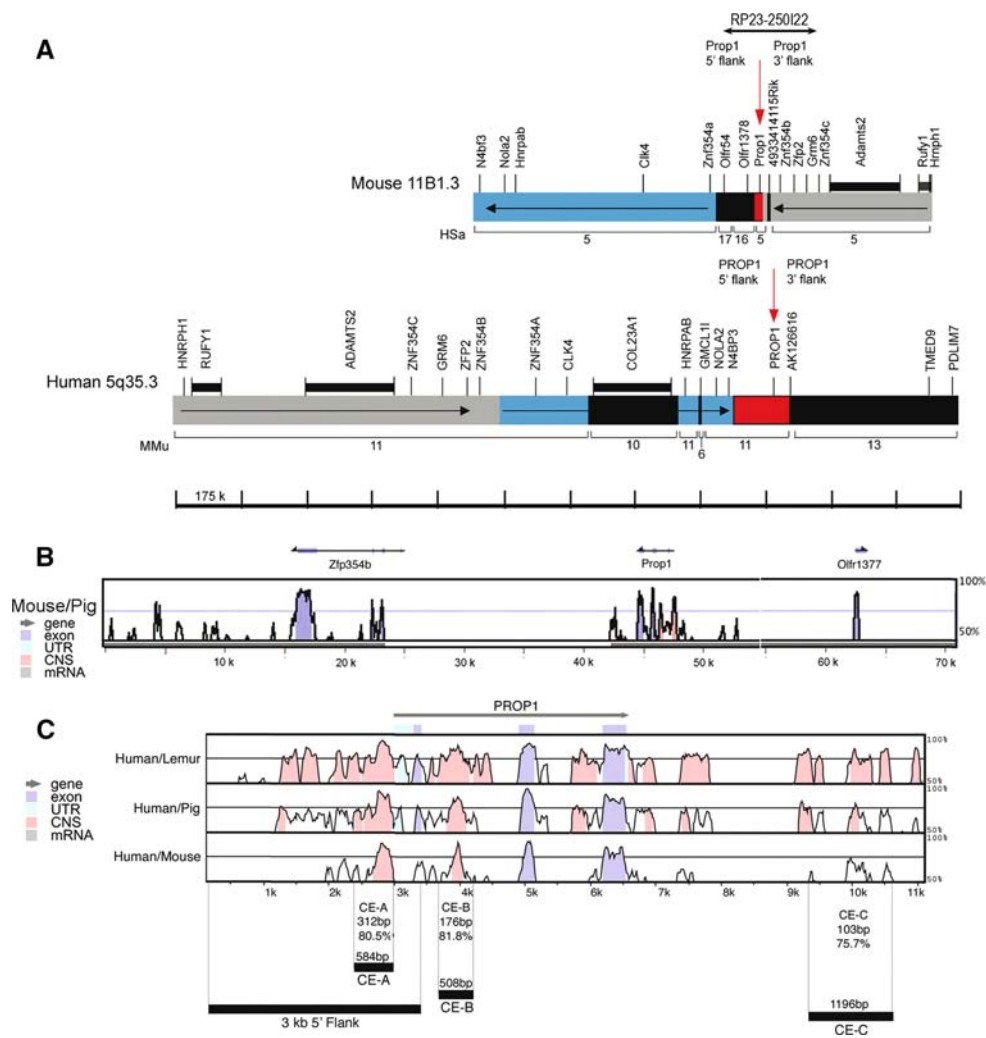 A
RP23-250I22
Prop1
5' flank
Prop1
3' flank
N4bf3
Nola2
Hnrpab
Clk4
Znf354a
Olfr54
Olfr1378
Prop1
4933414115Rik
Znf354b
Zfp2
Grm6
Znf354c
Adamts2
Rufy1
Hrnph1
Mouse 11B1.3
HSa
5
17
16
5
5
PROP1
5' flank
PROP1
3' flank
HNRPH1
RUFY1
ADAMTS2
ZNF354C
GRM6
ZFP2
ZNF354B
ZNF354A
CLK4
COL23A1
HNRPAB
GMCL1l
NOLA2
N4BP3
PROP1
AK126616
TMED9
PDLIM7
Human 5q35.3
MMu
11
10
11
6
11
13
175 k
B
Zfp354b
Prop1
Olfr1377
Mouse/Pig
gene
exon
UTR
CNS
mRNA
100%
50%
10 k
20 k
30 k
40 k
50 k
60 k
70 k
C
PROP1
gene
exon
UTR
CNS
mRNA
Human/Lemur
100%
50%
Human/Pig
100%
50%
Human/Mouse
100%
50%
1k
2k
3k
4k
5k
6k
7k
8k
9k
10k
11k
CE-A
312bp
80.5%
584bp
CE-A
CE-B
176bp
81.8%
508bp
CE-B
CE-C
103bp
75.7%
1196bp
CE-C
3 kb 5' Flank